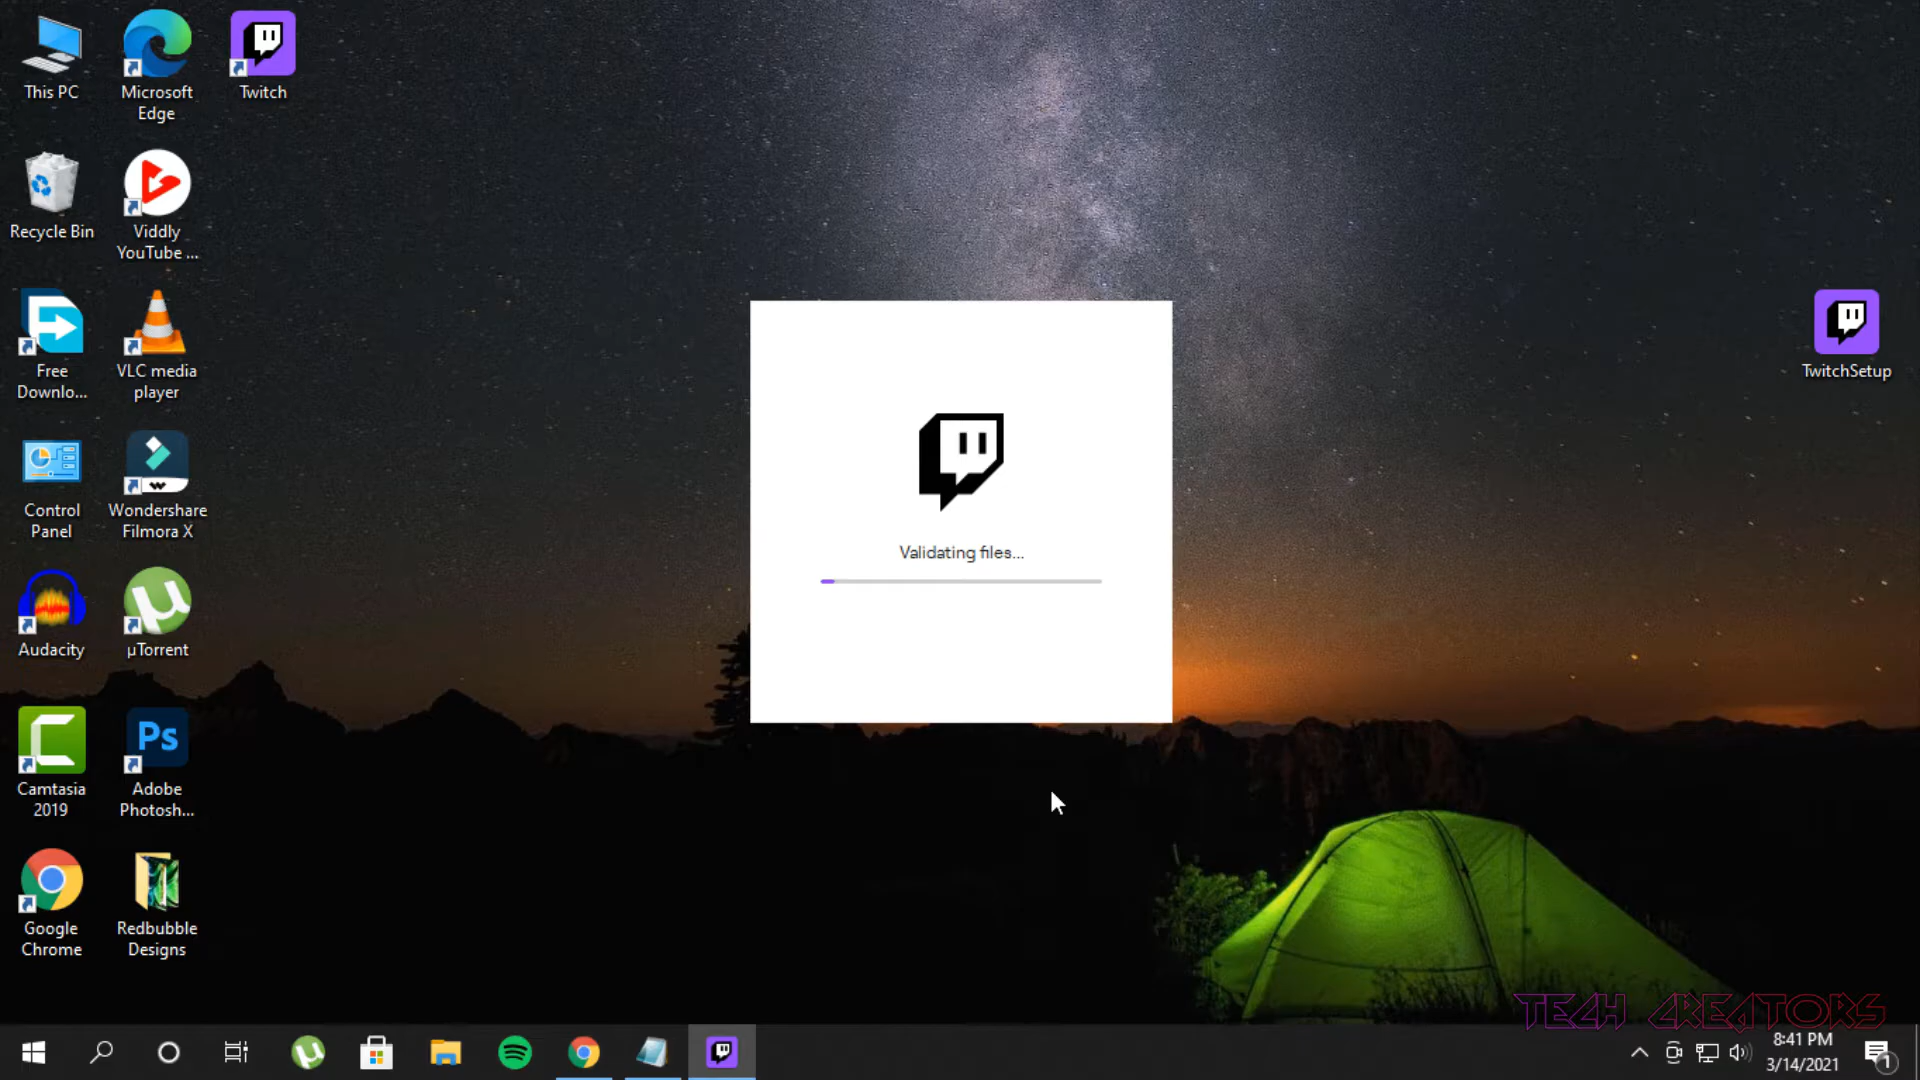 This PC
Microsoft
Edge
Twitch
Recycle Bin
Viddly
YouTube ...
Free
Downlo...
VLC media
player
TwitchSetup
Control
Panel
Wondershare
Filmora X
Validating files...
Audacity
µTorrent
Camtasia
2019
Ps
Adobe
Photosh...
Google
Chrome
Redbubble
Designs
TECH CREATORS
8:41 PM
3/14/2021
1